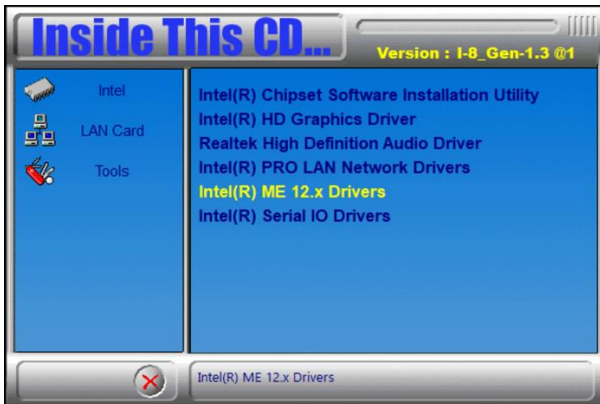 Inside This CD...
Version : I-8_Gen-1.3 @1
Intel
LAN Card
Tools
Intel(R) Chipset Software Installation Utility
Intel(R) HD Graphics Driver
Realtek High Definition Audio Driver
Intel(R) PRO LAN Network Drivers
Intel(R) ME 12.x Drivers
Intel(R) Serial IO Drivers
Intel(R) ME 12.x Drivers